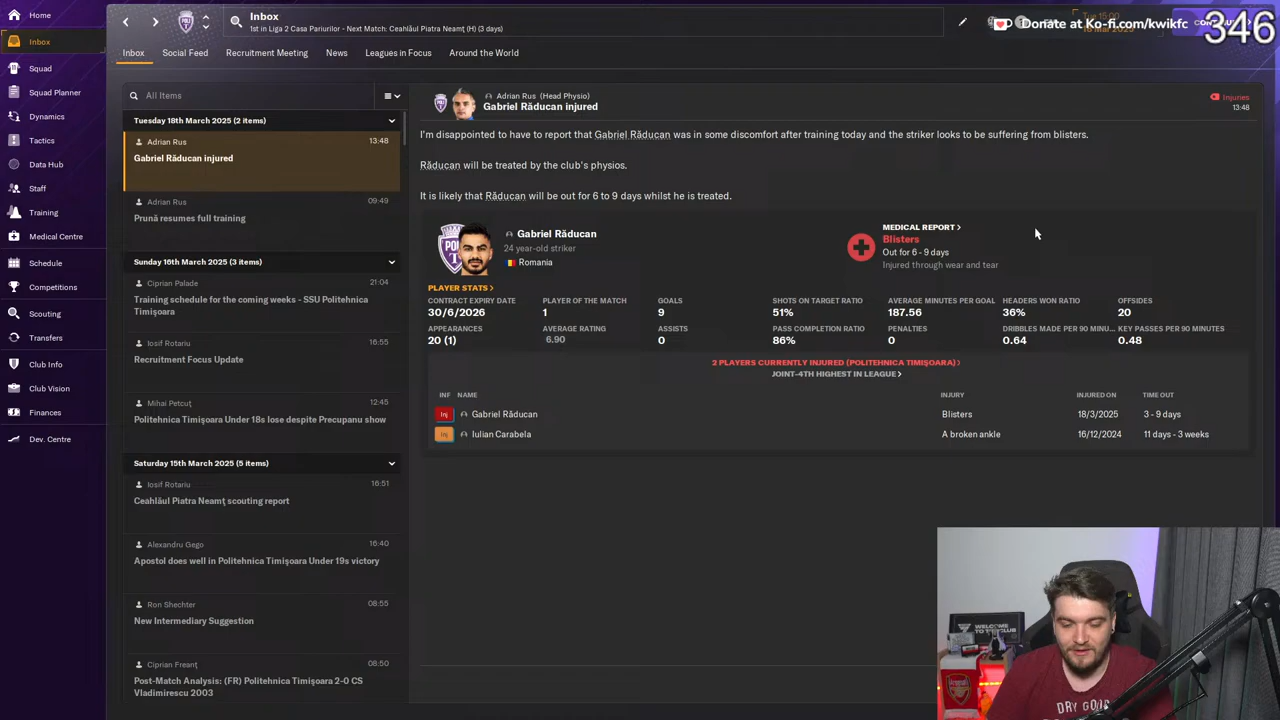 Home
Inbox
Squad
Squad Planner
Dynamics
Tactics
Data Hub
Staff
Training
Medical Centre
Schedule
Competitions
Scouting
Transfers
Club Info
Club Vision
Finances
Dev. Centre
Inbox
1st in Liga 2 Casa Pariurilor - Next Match: Ceahlăul Piatra Neamţ (H) (3 days)
Donate at Ko-fi.com/kwikfc
346
Inbox
Social Feed
Recruitment Meeting
News
Leagues in Focus
Around the World
All Items
Tuesday 18th March 2025 (2 items)
Adrian Rus 13:48
Gabriel Răducan injured
Adrian Rus 09:49
Prună resumes full training
Sunday 16th March 2025 (3 items)
Ciprian Palade 21:04
Training schedule for the coming weeks - SSU Politehnica
Timişoara
Iosif Rotariu 16:55
Recruitment Focus Update
Mihai Petcuţ 12:45
Politehnica Timişoara Under 18s lose despite Precupanu show
Saturday 15th March 2025 (5 items)
Iosif Rotariu 16:51
Ceahlăul Piatra Neamţ scouting report
Alexandru Gego 16:40
Apostol does well in Politehnica Timişoara Under 19s victory
Ron Shechter 08:55
New Intermediary Suggestion
Ciprian Freanţ 08:50
Post-Match Analysis: (FR) Politehnica Timişoara 2-0 CS
Vladimirescu 2003
Adrian Rus (Head Physio)
Gabriel Răducan injured
Injuries
13:48
I'm disappointed to have to report that Gabriel Răducan was in some discomfort after training today and the striker looks to be suffering from blisters.
Răducan will be treated by the club's physios.
It is likely that Răducan will be out for 6 to 9 days whilst he is treated.
POLI
Gabriel Răducan
24 year-old striker
Romania
MEDICAL REPORT
Blisters
Out for 6 - 9 days
Injured through wear and tear
PLAYER STATS
CONTRACT EXPIRY DATE PLAYER OF THE MATCH GOALS SHOTS ON TARGET RATIO AVERAGE MINUTES PER GOAL HEADERS WON RATIO OFFSIDES
30/6/2026 1 9 51% 187.56 36% 20
APPEARANCES AVERAGE RATING ASSISTS PASS COMPLETION RATIO PENALTIES DRIBBLES MADE PER 90 MINU... KEY PASSES PER 90 MINUTES
20 (1) 6.90 0 86% 0 0.64 0.48
2 PLAYERS CURRENTLY INJURED (POLITEHNICA TIMIŞOARA)
JOINT-4TH HIGHEST IN LEAGUE
INF NAME INJURY INJURED ON TIME OUT
Inj Gabriel Răducan Blisters 18/3/2025 3 - 9 days
Inj Iulian Carabela A broken ankle 16/12/2024 11 days - 3 weeks
WELCOME
Arsenal
DRY GOODS